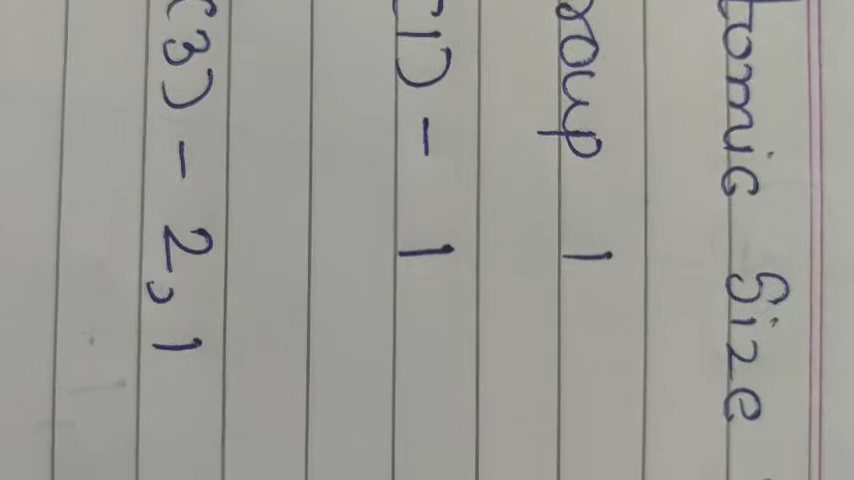 tomic Size
roup 1
(1) - 1
(3) - 2, 1